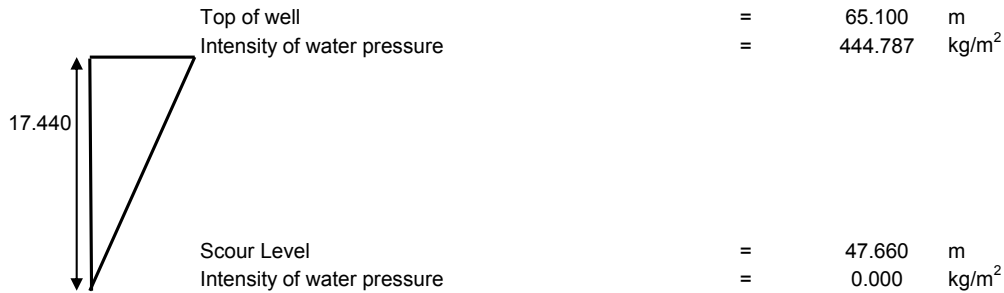 Top of well = 65.100 m
Intensity of water pressure = 444.787 kg/m²
17.440
Scour Level = 47.660 m
Intensity of water pressure = 0.000 kg/m²